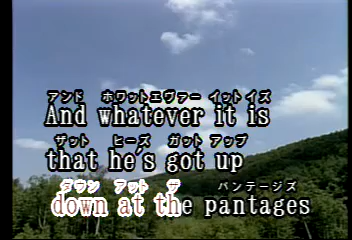 アンド ホワットエヴァー イット イズ
And whatever it is
ザット ヒーズ ガット アップ
that he's got up
ダウン アット デ パンテージズ
down at the pantages